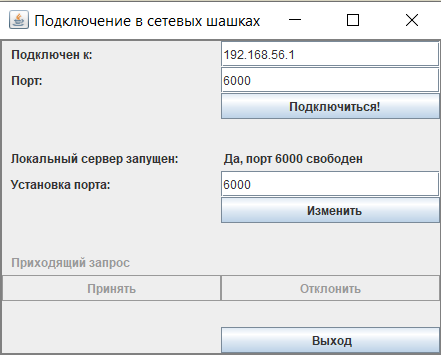 Подключение в сетевых шашках
Подключен к: 192.168.56.1
Порт: 6000
Подключиться!
Локальный сервер запущен: Да, порт 6000 свободен
Установка порта: 6000
Изменить
Приходящий запрос
Принять Отклонить
Выход